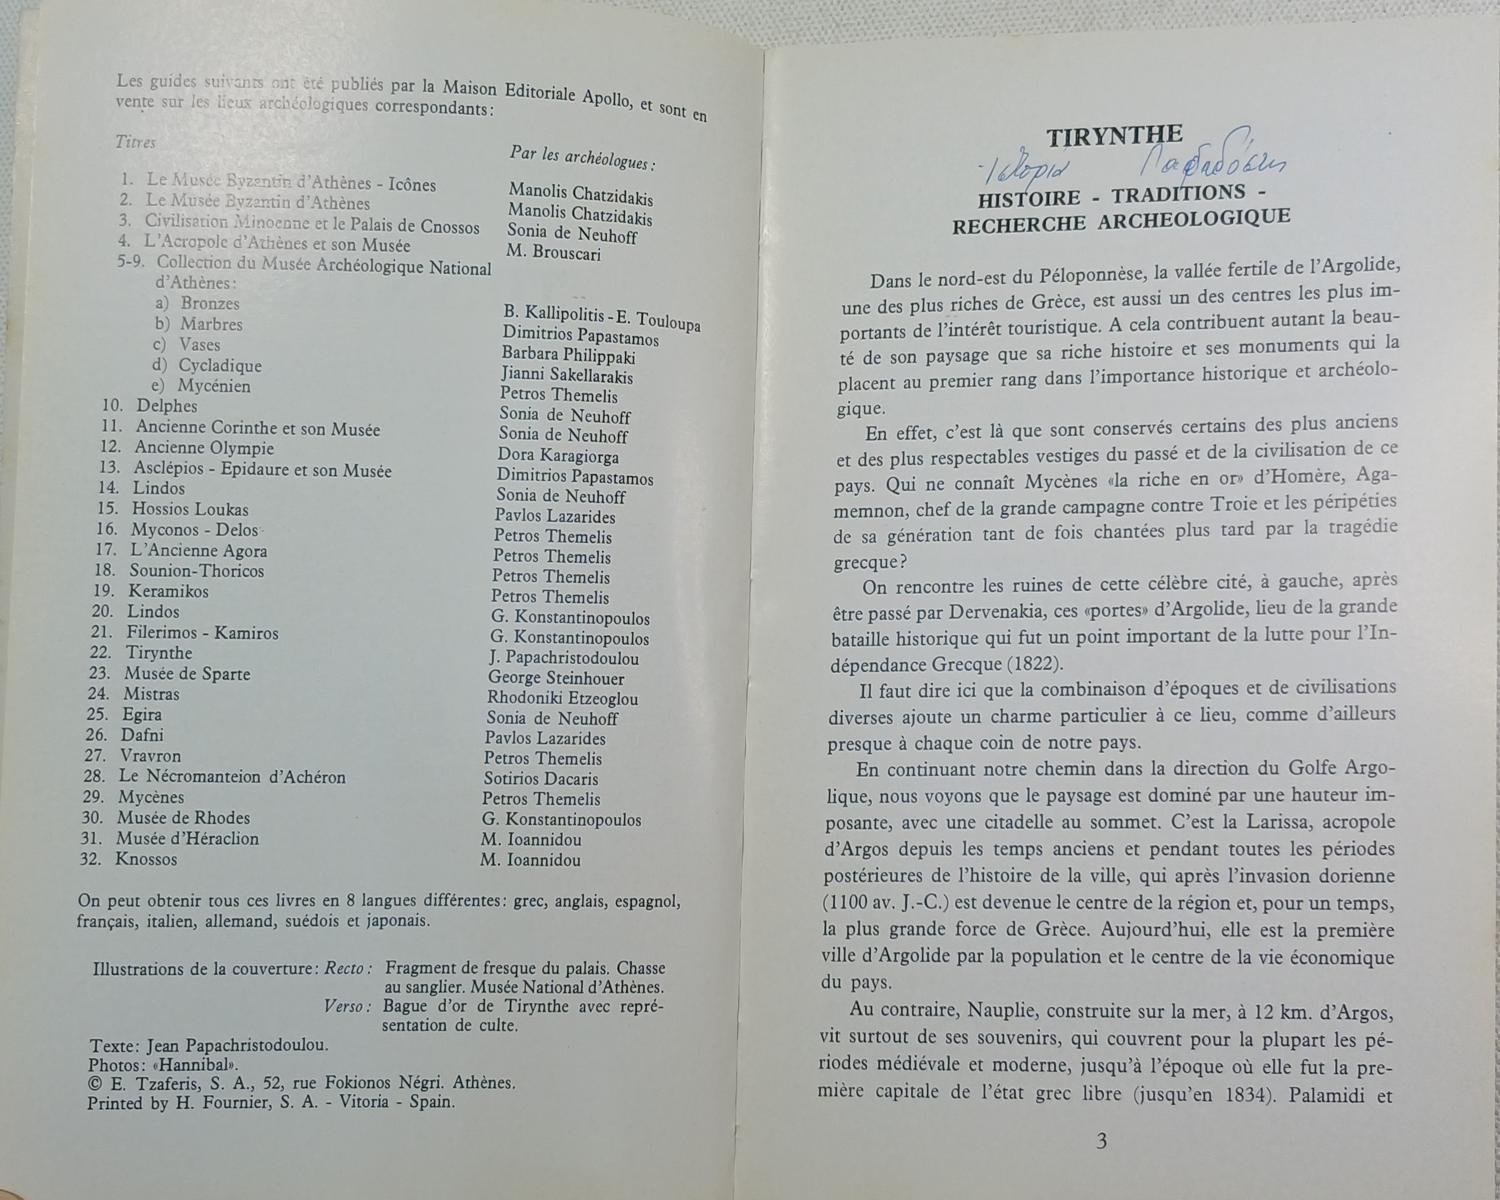 Les guides suivants ont été publiés par la Maison Editoriale Apollo, et sont en
vente sur les lieux archéologiques correspondants:
Titres
Par les archéologues:
1. Le Musée Byzantin d'Athènes - Icônes Manolis Chatzidakis
2. Le Musée Byzantin d'Athènes Manolis Chatzidakis
3. Civilisation Minoenne et le Palais de Cnossos Sonia de Neuhoff
4. L'Acropole d'Athènes et son Musée M. Brouscari
5-9. Collection du Musée Archéologique National
d'Athènes:
a) Bronzes B. Kallipolitis - E. Touloupa
b) Marbres Dimitrios Papastamos
c) Vases Barbara Philippaki
d) Cycladique Jianni Sakellarakis
e) Mycénien Petros Themelis
10. Delphes Sonia de Neuhoff
11. Ancienne Corinthe et son Musée Sonia de Neuhoff
12. Ancienne Olympie Dora Karagiorga
13. Asclépios - Epidaure et son Musée Dimitrios Papastamos
14. Lindos Sonia de Neuhoff
15. Hossios Loukas Pavlos Lazarides
16. Myconos - Delos Petros Themelis
17. L'Ancienne Agora Petros Themelis
18. Sounion-Thoricos Petros Themelis
19. Keramikos Petros Themelis
20. Lindos G. Konstantinopoulos
21. Filerimos - Kamiros G. Konstantinopoulos
22. Tirynthe J. Papachristodoulou
23. Musée de Sparte George Steinhouer
24. Mistras Rhodoniki Etzeoglou
25. Egira Sonia de Neuhoff
26. Dafni Pavlos Lazarides
27. Vravron Petros Themelis
28. Le Nécromanteion d'Achéron Sotirios Dacaris
29. Mycènes Petros Themelis
30. Musée de Rhodes G. Konstantinopoulos
31. Musée d'Héraclion M. Ioannidou
32. Knossos M. Ioannidou
On peut obtenir tous ces livres en 8 langues différentes: grec, anglais, espagnol,
français, italien, allemand, suédois et japonais.
Illustrations de la couverture: Recto: Fragment de fresque du palais. Chasse
au sanglier. Musée National d'Athènes.
Verso: Bague d'or de Tirynthe avec repré-
sentation de culte.
Texte: Jean Papachristodoulou.
Photos: «Hannibal».
© E. Tzaferis, S. A., 52, rue Fokionos Négri. Athènes.
Printed by H. Fournier, S. A. - Vitoria - Spain.
TIRYNTHE
Ιστορία Παραδόσεις
HISTOIRE - TRADITIONS -
RECHERCHE ARCHEOLOGIQUE
Dans le nord-est du Péloponnèse, la vallée fertile de l'Argolide,
une des plus riches de Grèce, est aussi un des centres les plus im-
portants de l'intérêt touristique. A cela contribuent autant la beau-
té de son paysage que sa riche histoire et ses monuments qui la
placent au premier rang dans l'importance historique et archéolo-
gique.
En effet, c'est là que sont conservés certains des plus anciens
et des plus respectables vestiges du passé et de la civilisation de ce
pays. Qui ne connaît Mycènes «la riche en or» d'Homère, Aga-
memnon, chef de la grande campagne contre Troie et les péripéties
de sa génération tant de fois chantées plus tard par la tragédie
grecque?
On rencontre les ruines de cette célèbre cité, à gauche, après
être passé par Dervenakia, ces «portes» d'Argolide, lieu de la grande
bataille historique qui fut un point important de la lutte pour l'In-
dépendance Grecque (1822).
Il faut dire ici que la combinaison d'époques et de civilisations
diverses ajoute un charme particulier à ce lieu, comme d'ailleurs
presque à chaque coin de notre pays.
En continuant notre chemin dans la direction du Golfe Argo-
lique, nous voyons que le paysage est dominé par une hauteur im-
posante, avec une citadelle au sommet. C'est la Larissa, acropole
d'Argos depuis les temps anciens et pendant toutes les périodes
postérieures de l'histoire de la ville, qui après l'invasion dorienne
(1100 av. J.-C.) est devenue le centre de la région et, pour un temps,
la plus grande force de Grèce. Aujourd'hui, elle est la première
ville d'Argolide par la population et le centre de la vie économique
du pays.
Au contraire, Nauplie, construite sur la mer, à 12 km. d'Argos,
vit surtout de ses souvenirs, qui couvrent pour la plupart les pé-
riodes médiévale et moderne, jusqu'à l'époque où elle fut la pre-
mière capitale de l'état grec libre (jusqu'en 1834). Palamidi et
3